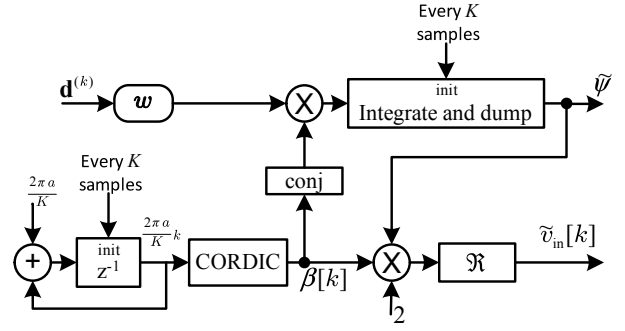 Every K
samples
d^(k)
w
X
init
Integrate and dump
ψ̃
Every K
samples
conj
2πa
K
2πa
K k
+
init
z^-1
CORDIC
β[k]
X
ℜ
ṽ_in[k]
2